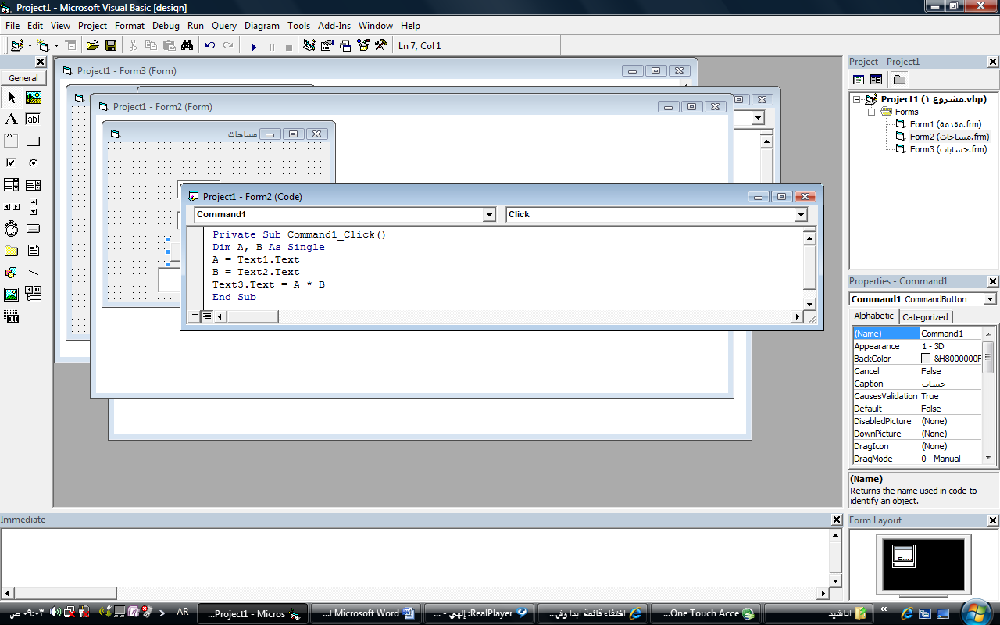 Project1 - Microsoft Visual Basic [design]
File Edit View Project Format Debug Run Query Diagram Tools Add-Ins Window Help
Ln 7, Col 1
General
Project1 - Form3 (Form)
Project1 - Form2 (Form)
مساحات
Project1 - Form2 (Code)
Command1 Click
Private Sub Command1_Click()
Dim A, B As Single
A = Text1.Text
B = Text2.Text
Text3.Text = A * B
End Sub
Project - Project1
Project1 (مشروع ١.vbp)
Forms
Form1 (مقدمة.frm)
Form2 (مساحات.frm)
Form3 (حسابات.frm)
Properties - Command1
Command1 CommandButton
Alphabetic Categorized
(Name) Command1
Appearance 1 - 3D
BackColor &H8000000F
Cancel False
Caption حساب
CausesValidation True
Default False
DisabledPicture (None)
DownPicture (None)
DragIcon (None)
DragMode 0 - Manual
(Name)
Returns the name used in code to
identify an object.
Immediate
Form Layout
For
٠٩:٠٣ ص
AR
...Project1 - Micros
...ا Microsoft Word
... - إلهي :RealPlayer
...اختفاء قائمة ابدا وش
...One Touch Acce
اناشيد